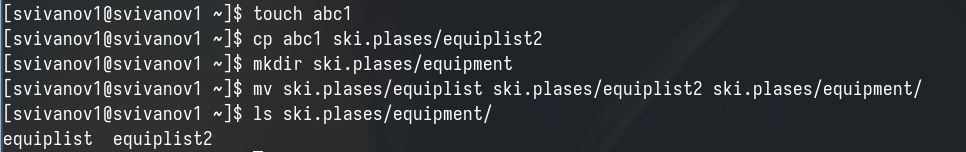 [svivanov1@svivanov1 ~]$ touch abc1
[svivanov1@svivanov1 ~]$ cp abc1 ski.plases/equiplist2
[svivanov1@svivanov1 ~]$ mkdir ski.plases/equipment
[svivanov1@svivanov1 ~]$ mv ski.plases/equiplist ski.plases/equiplist2 ski.plases/equipment/
[svivanov1@svivanov1 ~]$ ls ski.plases/equipment/
equiplist  equiplist2